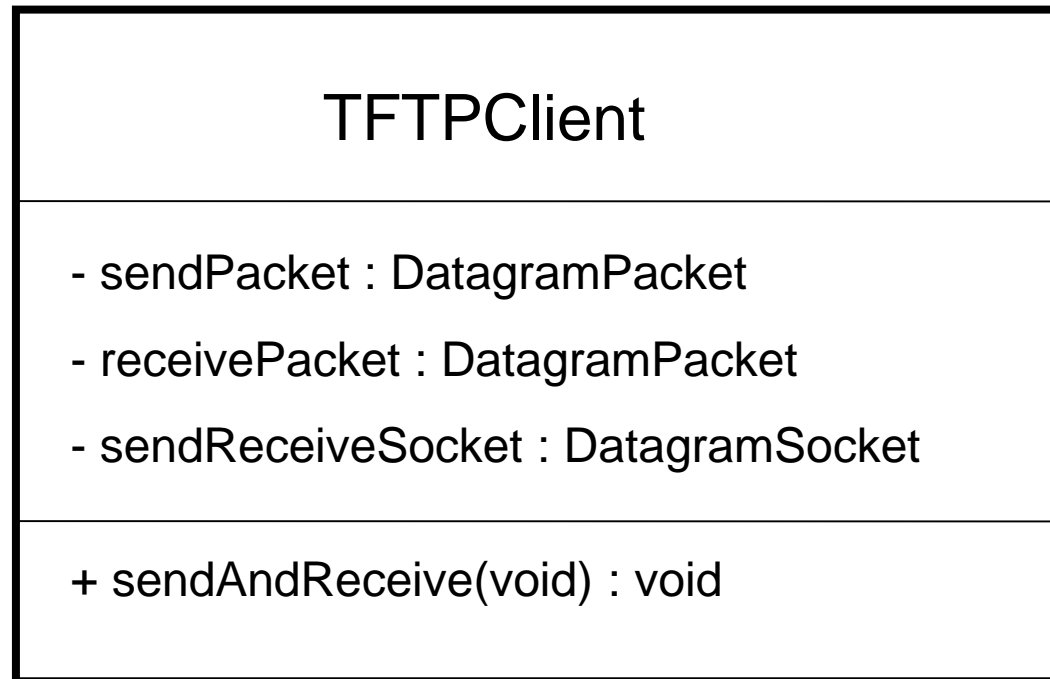 TFTPClient
- sendPacket : DatagramPacket
- receivePacket : DatagramPacket
- sendReceiveSocket : DatagramSocket
+ sendAndReceive(void) : void